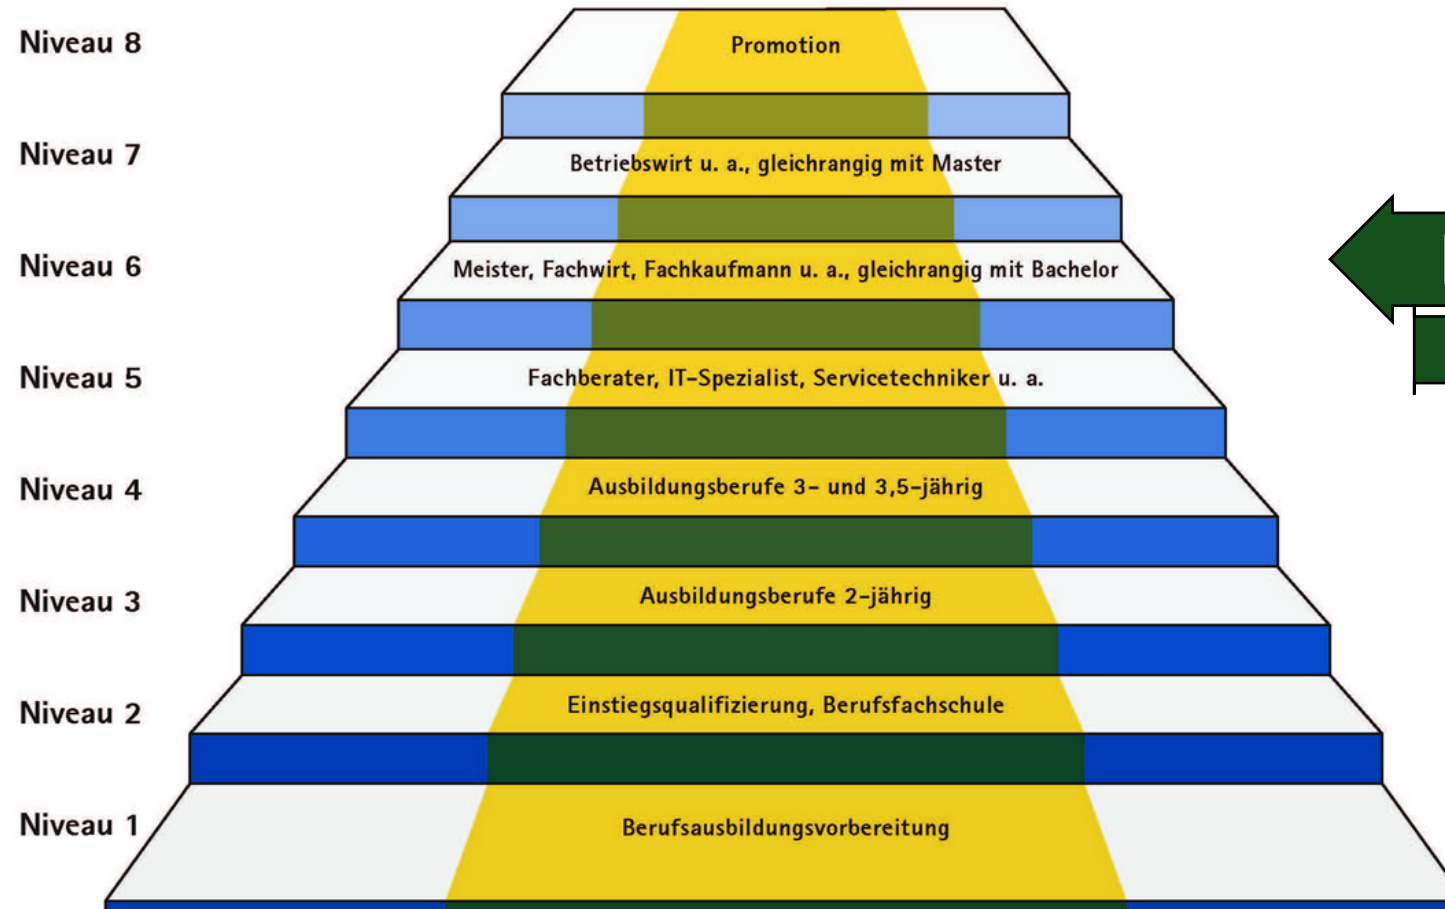 Niveau 8
Promotion
Niveau 7
Betriebswirt u. a., gleichrangig mit Master
Niveau 6
Meister, Fachwirt, Fachkaufmann u. a., gleichrangig mit Bachelor
Niveau 5
Fachberater, IT-Spezialist, Servicetechniker u. a.
Niveau 4
Ausbildungsberufe 3- und 3,5-jährig
Niveau 3
Ausbildungsberufe 2-jährig
Niveau 2
Einstiegsqualifizierung, Berufsfachschule
Niveau 1
Berufsausbildungsvorbereitung